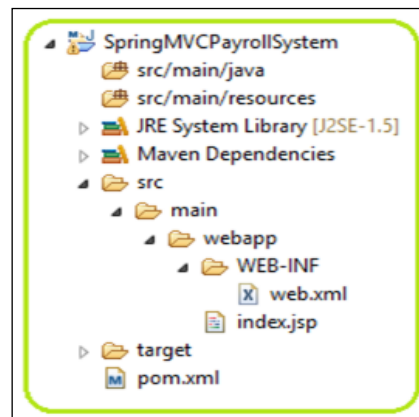 SpringMVCPayrollSystem
src/main/java
src/main/resources
JRE System Library [J2SE-1.5]
Maven Dependencies
src
main
webapp
WEB-INF
web.xml
index.jsp
target
pom.xml